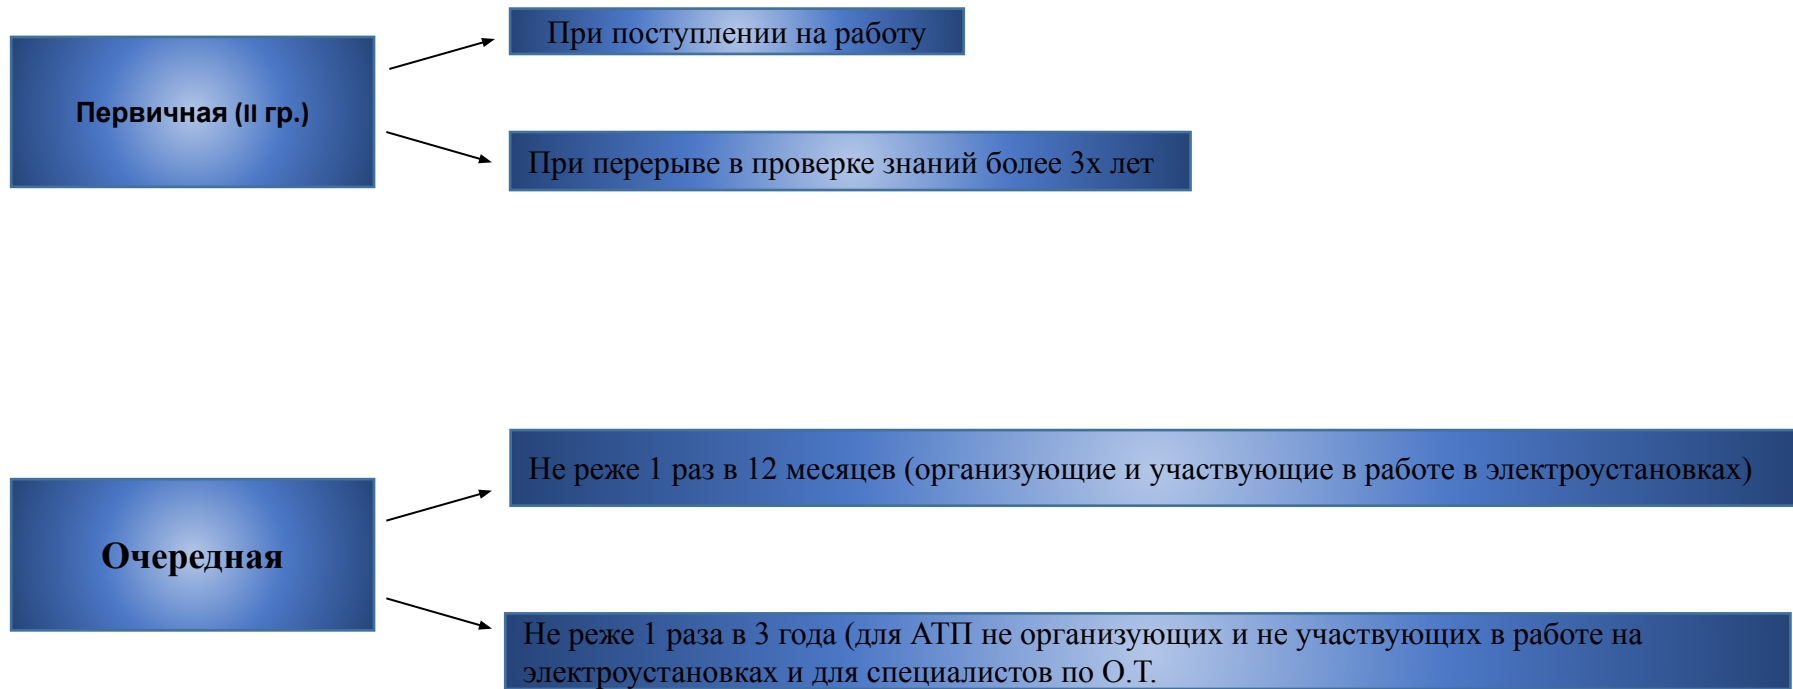 При поступлении на работу
Первичная (II гр.)
При перерыве в проверке знаний более 3х лет
Не реже 1 раз в 12 месяцев (организующие и участвующие в работе в электроустановках)
Очередная
Не реже 1 раза в 3 года (для АТП не организующих и не участвующих в работе на
электроустановках и для специалистов по О.Т.